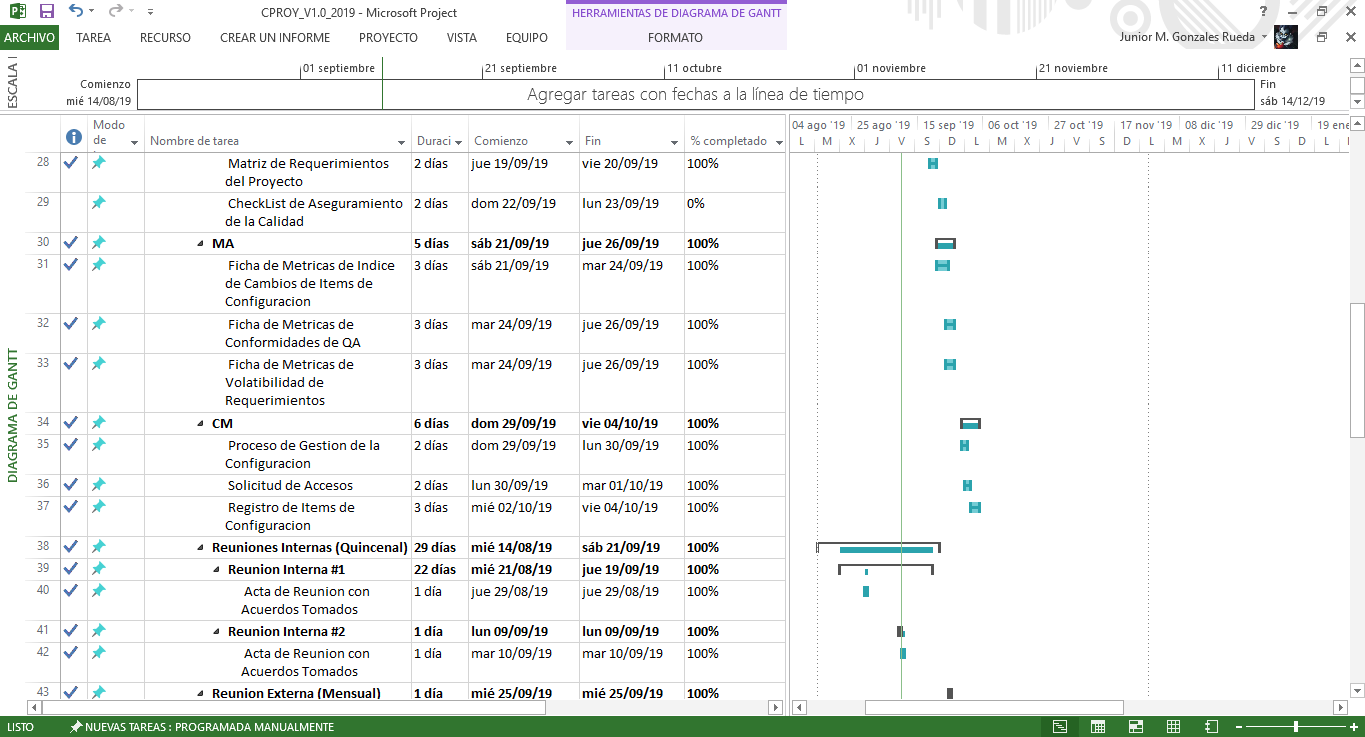 CPROY_V1.0_2019 - Microsoft Project
HERRAMIENTAS DE DIAGRAMA DE GANTT
?
ARCHIVO TAREA RECURSO CREAR UN INFORME PROYECTO VISTA EQUIPO FORMATO
Junior M. Gonzales Rueda
ESCALA
01 septiembre 21 septiembre 11 octubre 01 noviembre 21 noviembre 11 diciembre
Comienzo
mié 14/08/19
Agregar tareas con fechas a la línea de tiempo
Fin
sáb 14/12/19
Modo
de Nombre de tarea Duraci Comienzo Fin % completado
04 ago '19 25 ago '19 15 sep '19 06 oct '19 27 oct '19 17 nov '19 08 dic '19 29 dic '19 19 ene
L M X J V S D L M X J V S D L M X J V S D L
DIAGRAMA DE GANTT
28 Matriz de Requerimientos 2 días jue 19/09/19 vie 20/09/19 100%
del Proyecto
29 CheckList de Aseguramiento 2 días dom 22/09/19 lun 23/09/19 0%
de la Calidad
30 MA 5 días sáb 21/09/19 jue 26/09/19 100%
31 Ficha de Metricas de Indice 3 días sáb 21/09/19 mar 24/09/19 100%
de Cambios de Items de
Configuracion
32 Ficha de Metricas de 3 días mar 24/09/19 jue 26/09/19 100%
Conformidades de QA
33 Ficha de Metricas de 3 días mar 24/09/19 jue 26/09/19 100%
Volatibilidad de
Requerimientos
34 CM 6 días dom 29/09/19 vie 04/10/19 100%
35 Proceso de Gestion de la 2 días dom 29/09/19 lun 30/09/19 100%
Configuracion
36 Solicitud de Accesos 2 días lun 30/09/19 mar 01/10/19 100%
37 Registro de Items de 3 días mié 02/10/19 vie 04/10/19 100%
Configuracion
38 Reuniones Internas (Quincenal) 29 días mié 14/08/19 sáb 21/09/19 100%
39 Reunion Interna #1 22 días mié 21/08/19 jue 19/09/19 100%
40 Acta de Reunion con 1 día jue 29/08/19 jue 29/08/19 100%
Acuerdos Tomados
41 Reunion Interna #2 1 día lun 09/09/19 lun 09/09/19 100%
42 Acta de Reunion con 1 día mar 10/09/19 mar 10/09/19 100%
Acuerdos Tomados
43 Reunion Externa (Mensual) 1 día mié 25/09/19 mié 25/09/19 100%
LISTO NUEVAS TAREAS : PROGRAMADA MANUALMENTE